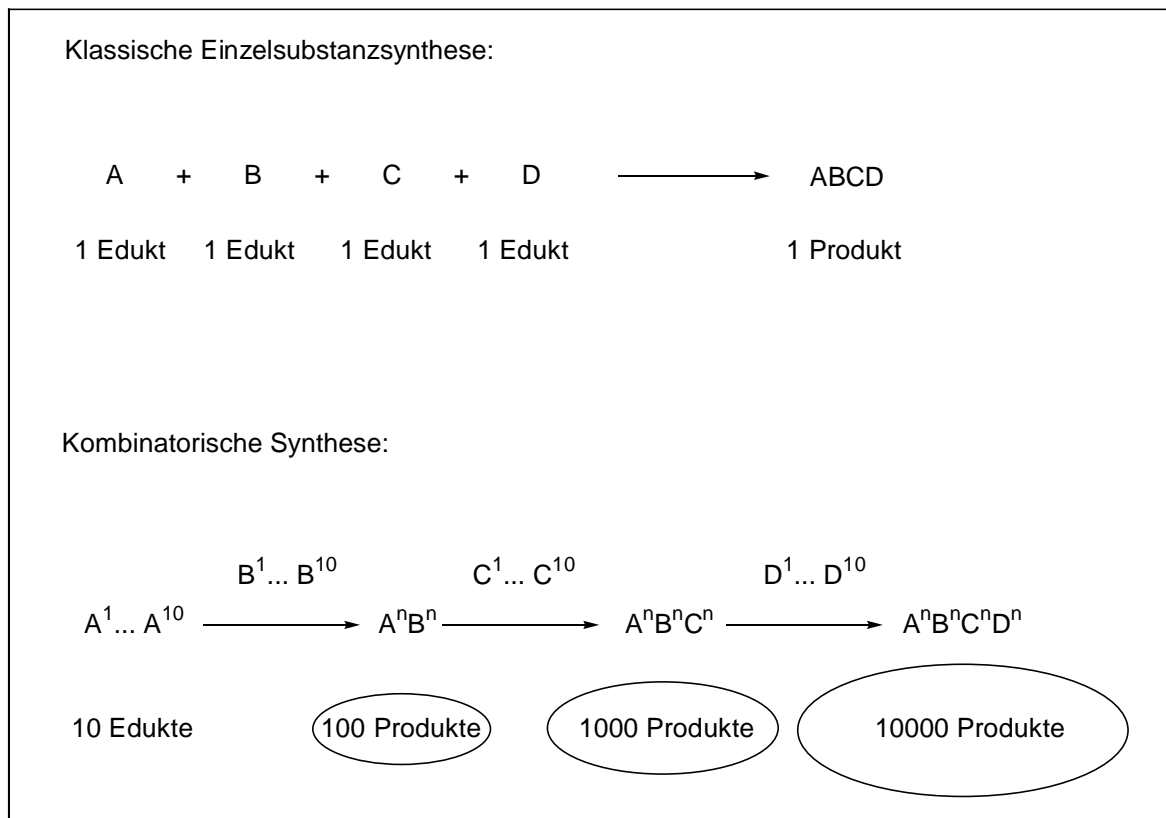 Klassische Einzelsubstanzsynthese:
A + B + C + D ABCD
1 Edukt 1 Edukt 1 Edukt 1 Edukt 1 Produkt
Kombinatorische Synthese:
B¹... B¹⁰ C¹... C¹⁰ D¹... D¹⁰
A¹... A¹⁰ AⁿBⁿ AⁿBⁿCⁿ AⁿBⁿCⁿDⁿ
10 Edukte 100 Produkte 1000 Produkte 10000 Produkte